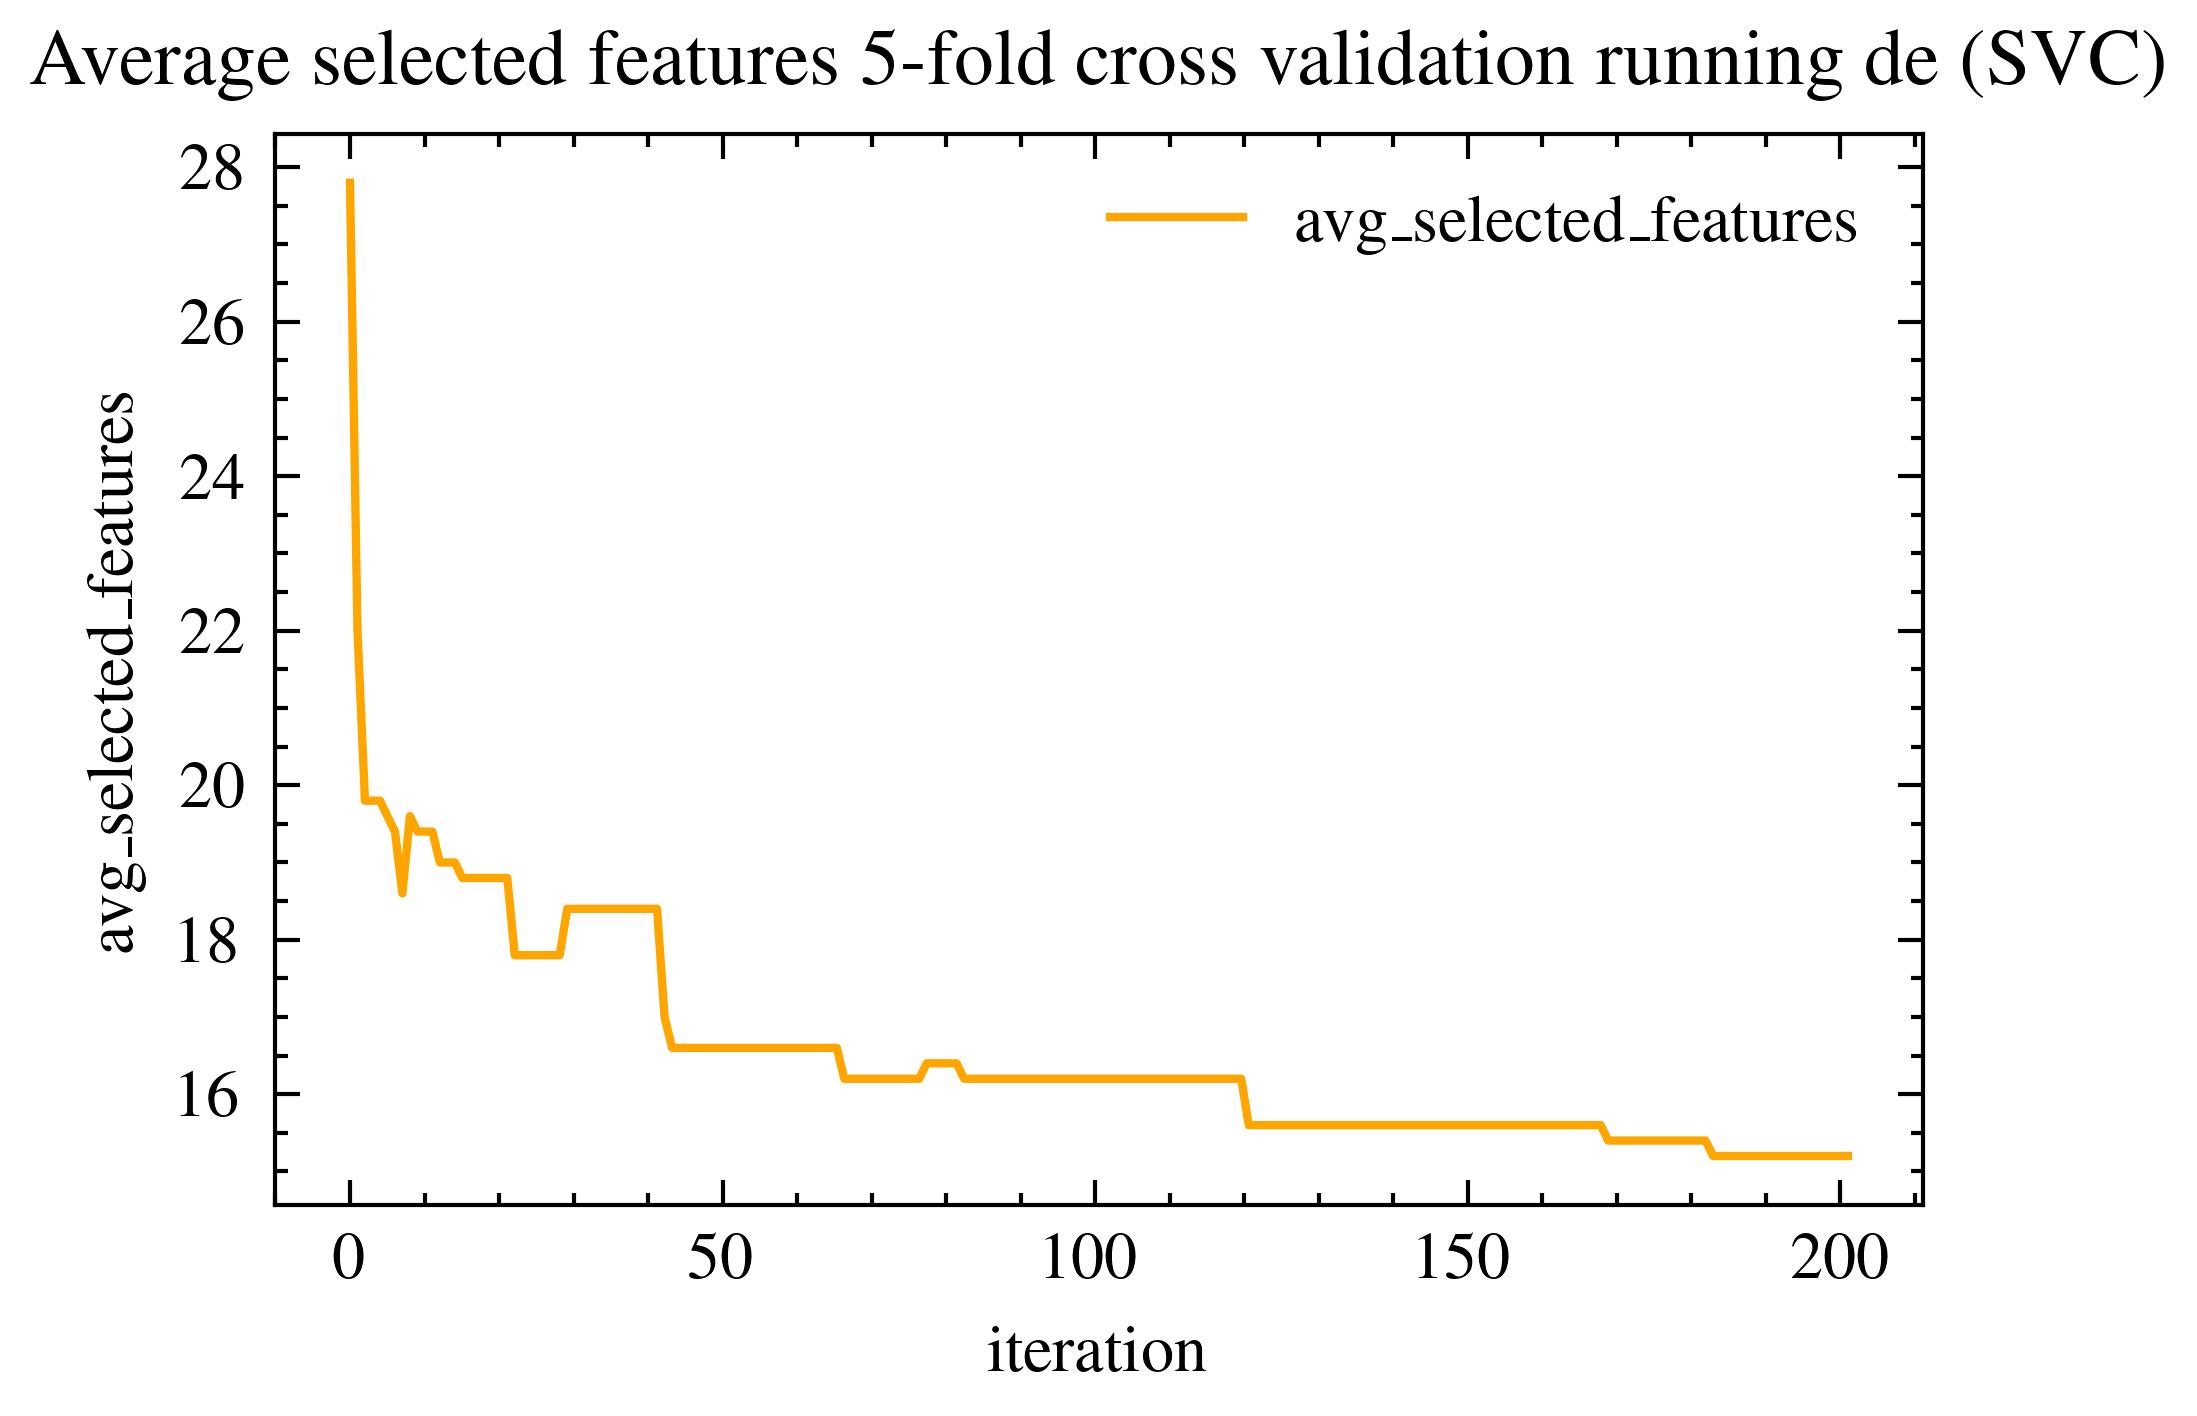 Average selected features 5-fold cross validation running de (SVC)
avg_selected_features
avg_selected_features
28
26
24
22
20
18
16
0 50 100 150 200
iteration